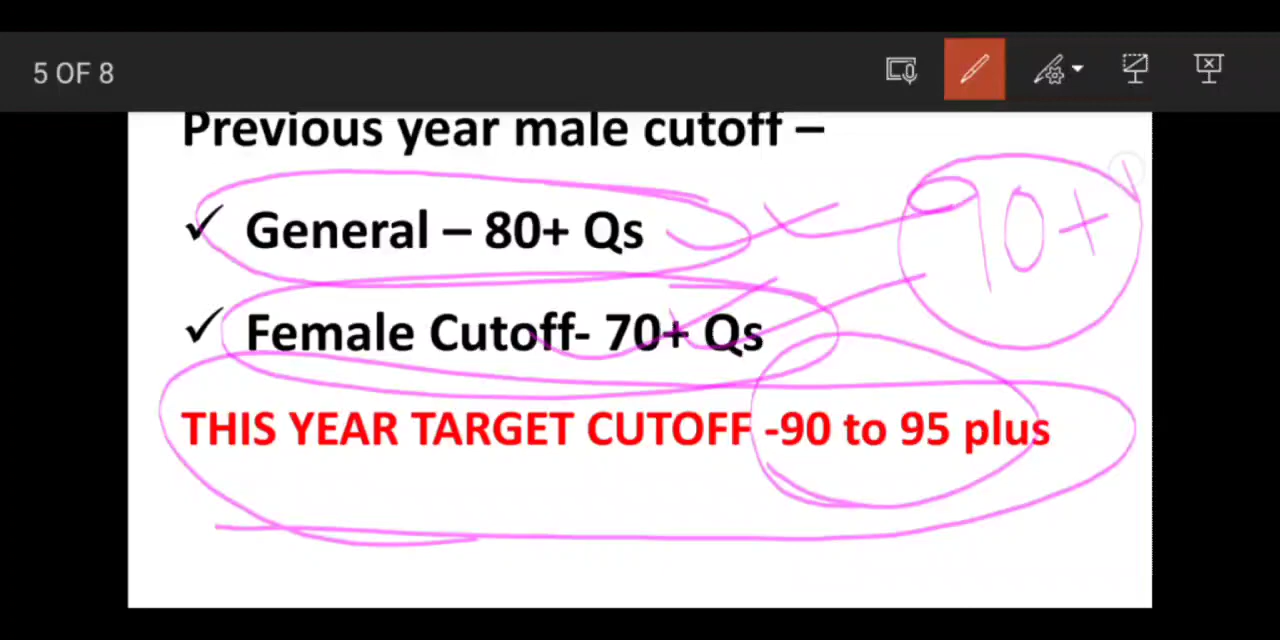 5 OF 8
Previous year male cutoff –
✓ General – 80+ Qs
90+
✓ Female Cutoff- 70+ Qs
THIS YEAR TARGET CUTOFF -90 to 95 plus